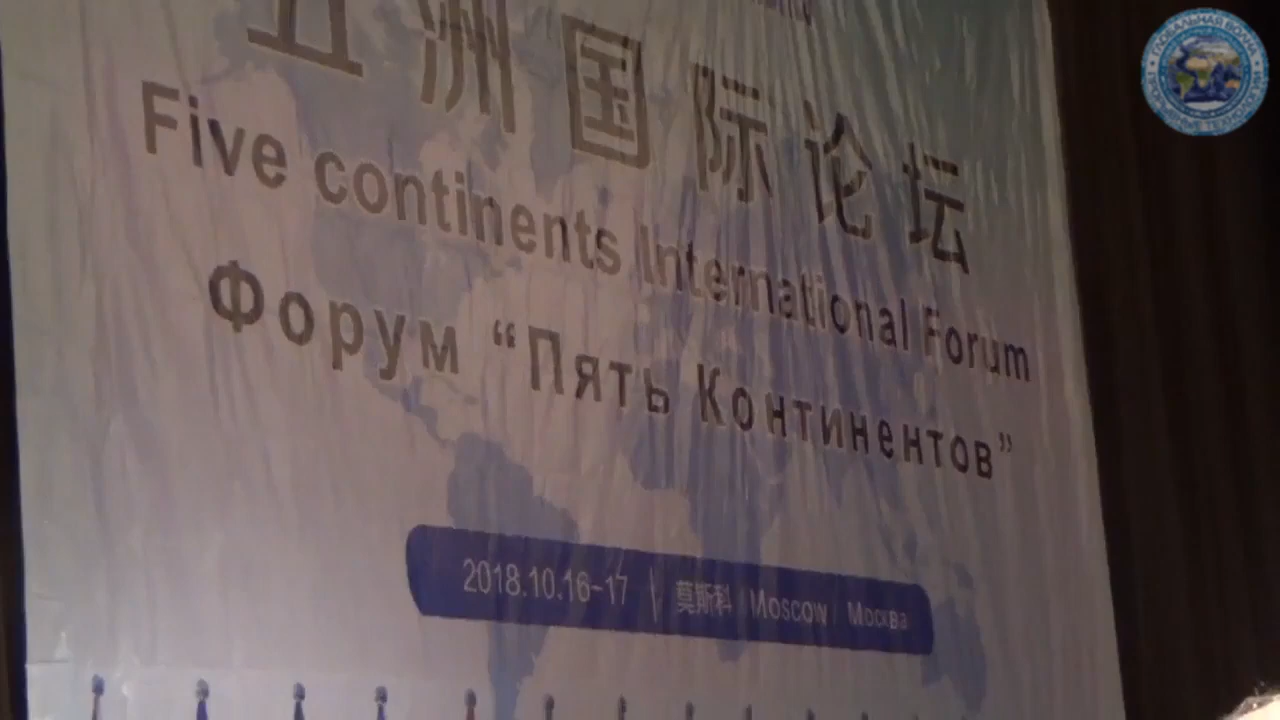 五洲国际论坛
Five continents International Forum
Форум “Пять Континентов”
2018.10.16-17 | 莫斯科 / Moscow / Москва